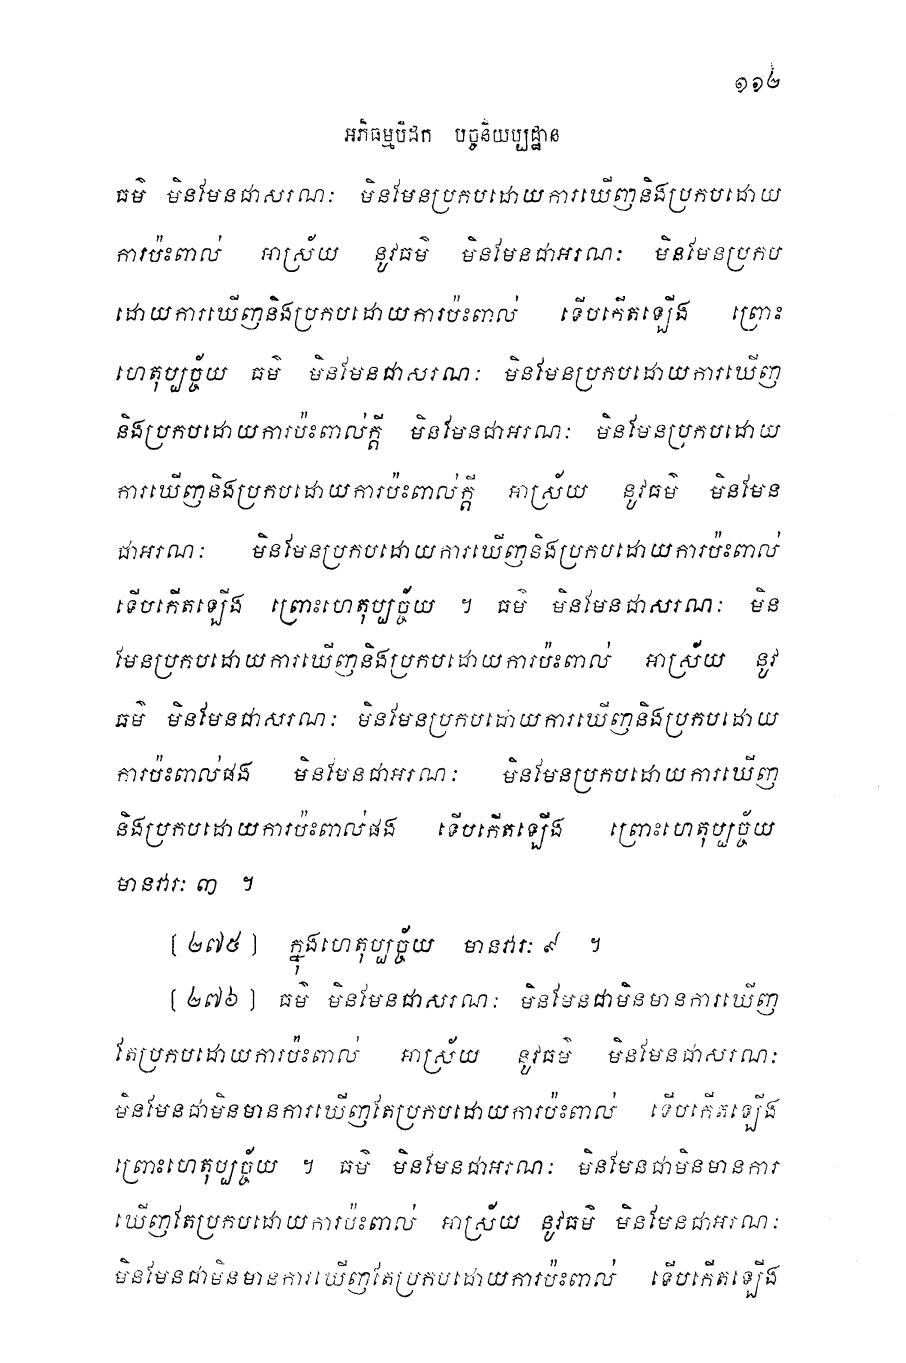 ១១២
អភិធម្មបិដក បច្ចនីយប្បដ្ឋាន
ធម៌ មិនមែនជាសរណៈ មិនមែនប្រកបដោយការឃើញនិងប្រកបដោយ
ការប៉ះពាល់ អាស្រ័យ នូវធម៌ មិនមែនជាអរណៈ មិនមែនប្រកប
ដោយការឃើញនិងប្រកបដោយការប៉ះពាល់ ទើបកើតឡើង ព្រោះ
ហេតុប្បច្ច័យ ធម៌ មិនមែនជាសរណៈ មិនមែនប្រកបដោយការឃើញ
និងប្រកបដោយការប៉ះពាល់ក្តី មិនមែនជាអរណៈ មិនមែនប្រកបដោយ
ការឃើញនិងប្រកបដោយការប៉ះពាល់ក្តី អាស្រ័យ នូវធម៌ មិនមែន
ជាអរណៈ មិនមែនប្រកបដោយការឃើញនិងប្រកបដោយការប៉ះពាល់
ទើបកើតឡើង ព្រោះហេតុប្បច្ច័យ ។ ធម៌ មិនមែនជាសរណៈ មិន
មែនប្រកបដោយការឃើញនិងប្រកបដោយការប៉ះពាល់ អាស្រ័យ នូវ
ធម៌ មិនមែនជាសរណៈ មិនមែនប្រកបដោយការឃើញនិងប្រកបដោយ
ការប៉ះពាល់ផង មិនមែនជាអរណៈ មិនមែនប្រកបដោយការឃើញ
និងប្រកបដោយការប៉ះពាល់ផង ទើបកើតឡើង ព្រោះហេតុប្បច្ច័យ
មានវារៈ ៣ ។
(២៧៥) ក្នុងហេតុប្បច្ច័យ មានវារៈ ៩ ។
(២៧៦) ធម៌ មិនមែនជាសរណៈ មិនមែនជាមិនមានការឃើញ
តែប្រកបដោយការប៉ះពាល់ អាស្រ័យ នូវធម៌ មិនមែនជាសរណៈ
មិនមែនជាមិនមានការឃើញតែប្រកបដោយការប៉ះពាល់ ទើបកើតឡើង
ព្រោះហេតុប្បច្ច័យ ។ ធម៌ មិនមែនជាអរណៈ មិនមែនជាមិនមានការ
ឃើញតែប្រកបដោយការប៉ះពាល់ អាស្រ័យ នូវធម៌ មិនមែនជាអរណៈ
មិនមែនជាមិនមានការឃើញតែប្រកបដោយការប៉ះពាល់ ទើបកើតឡើង